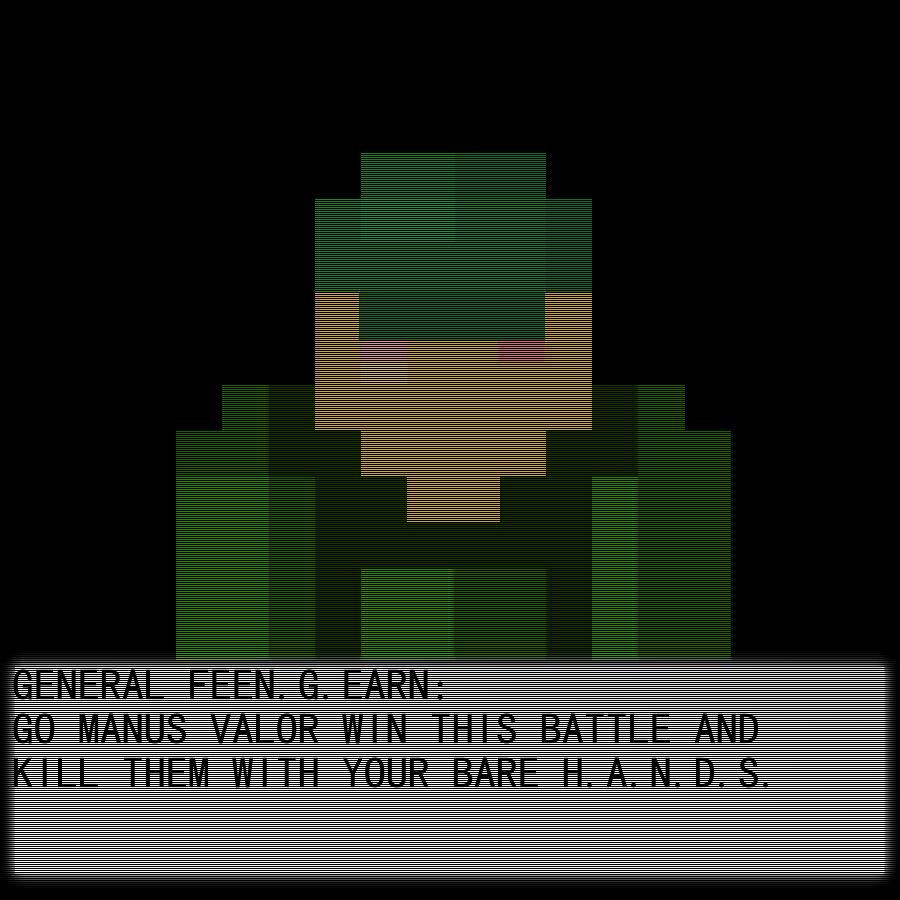 GENERAL FEEN.G.EARN:
GO MANUS VALOR WIN THIS BATTLE AND
KILL THEM WITH YOUR BARE H.A.N.D.S.